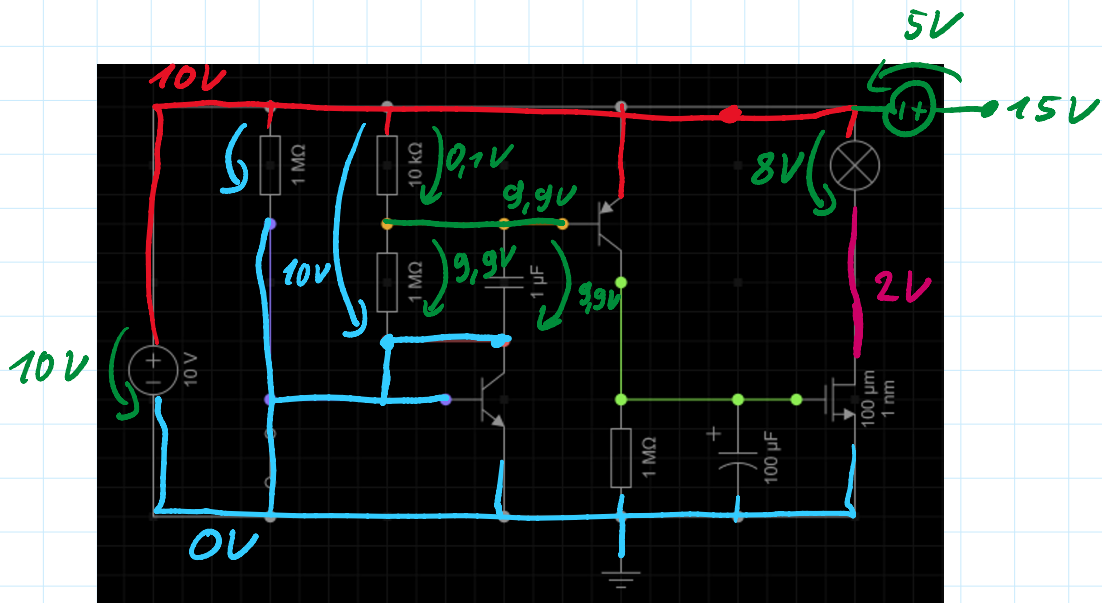 5V
10V
15V
1 MΩ
10 kΩ
0,1V
8V
9,9V
10V
1 MΩ
9,9V
1 µF
9,9V
2V
10V
+
−
10 V
100 µm
1 nm
+
1 MΩ
100 µF
0V